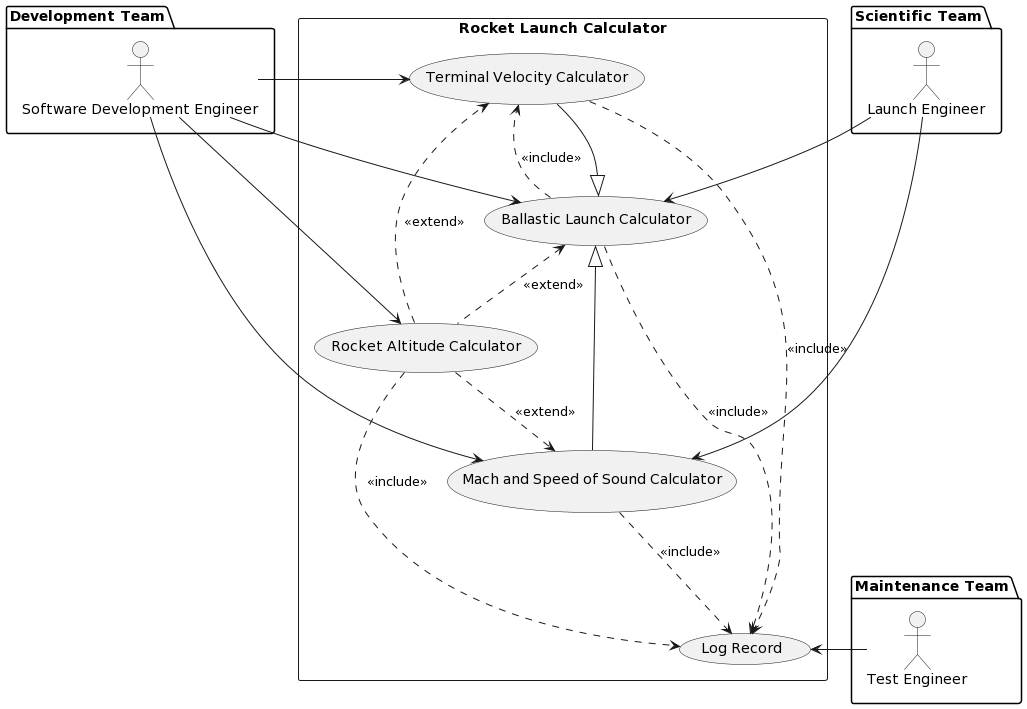 Development Team
Rocket Launch Calculator
Scientific Team
Terminal Velocity Calculator
Software Development Engineer
Launch Engineer
«include»
Ballastic Launch Calculator
«extend»
«extend»
Rocket Altitude Calculator
«include»
«extend»
«include»
Mach and Speed of Sound Calculator
«include»
«include»
Maintenance Team
Log Record
Test Engineer